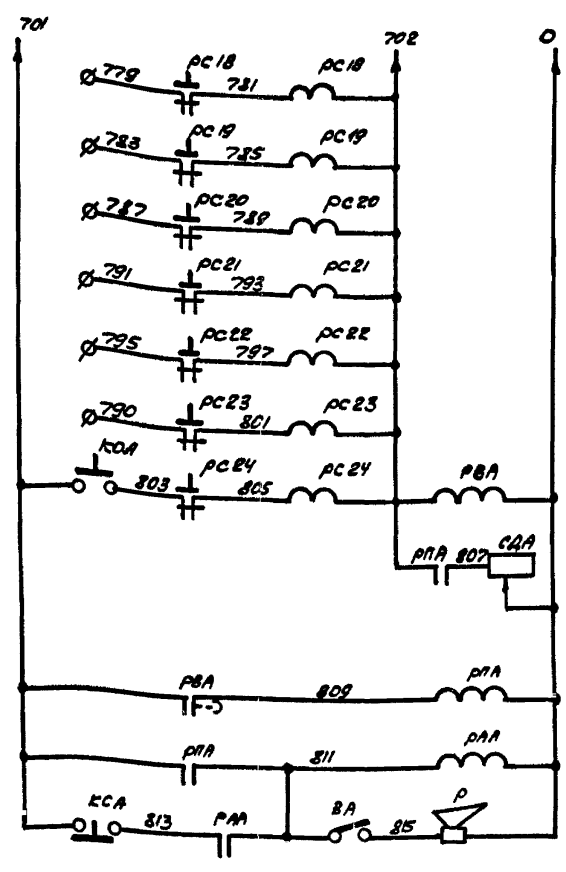 701
702
0
779 РС18 781 РС18
783 РС19 785 РС19
787 РС20 789 РС20
791 РС21 793 РС21
795 РС22 797 РС22
790 РС23 801 РС23
КОА 803 РС24 805 РС24 РВА
РПА 807 СДА
РВА 809 РПА
РПА 811 РАА
КСА 813 РАА ВА 815 Р